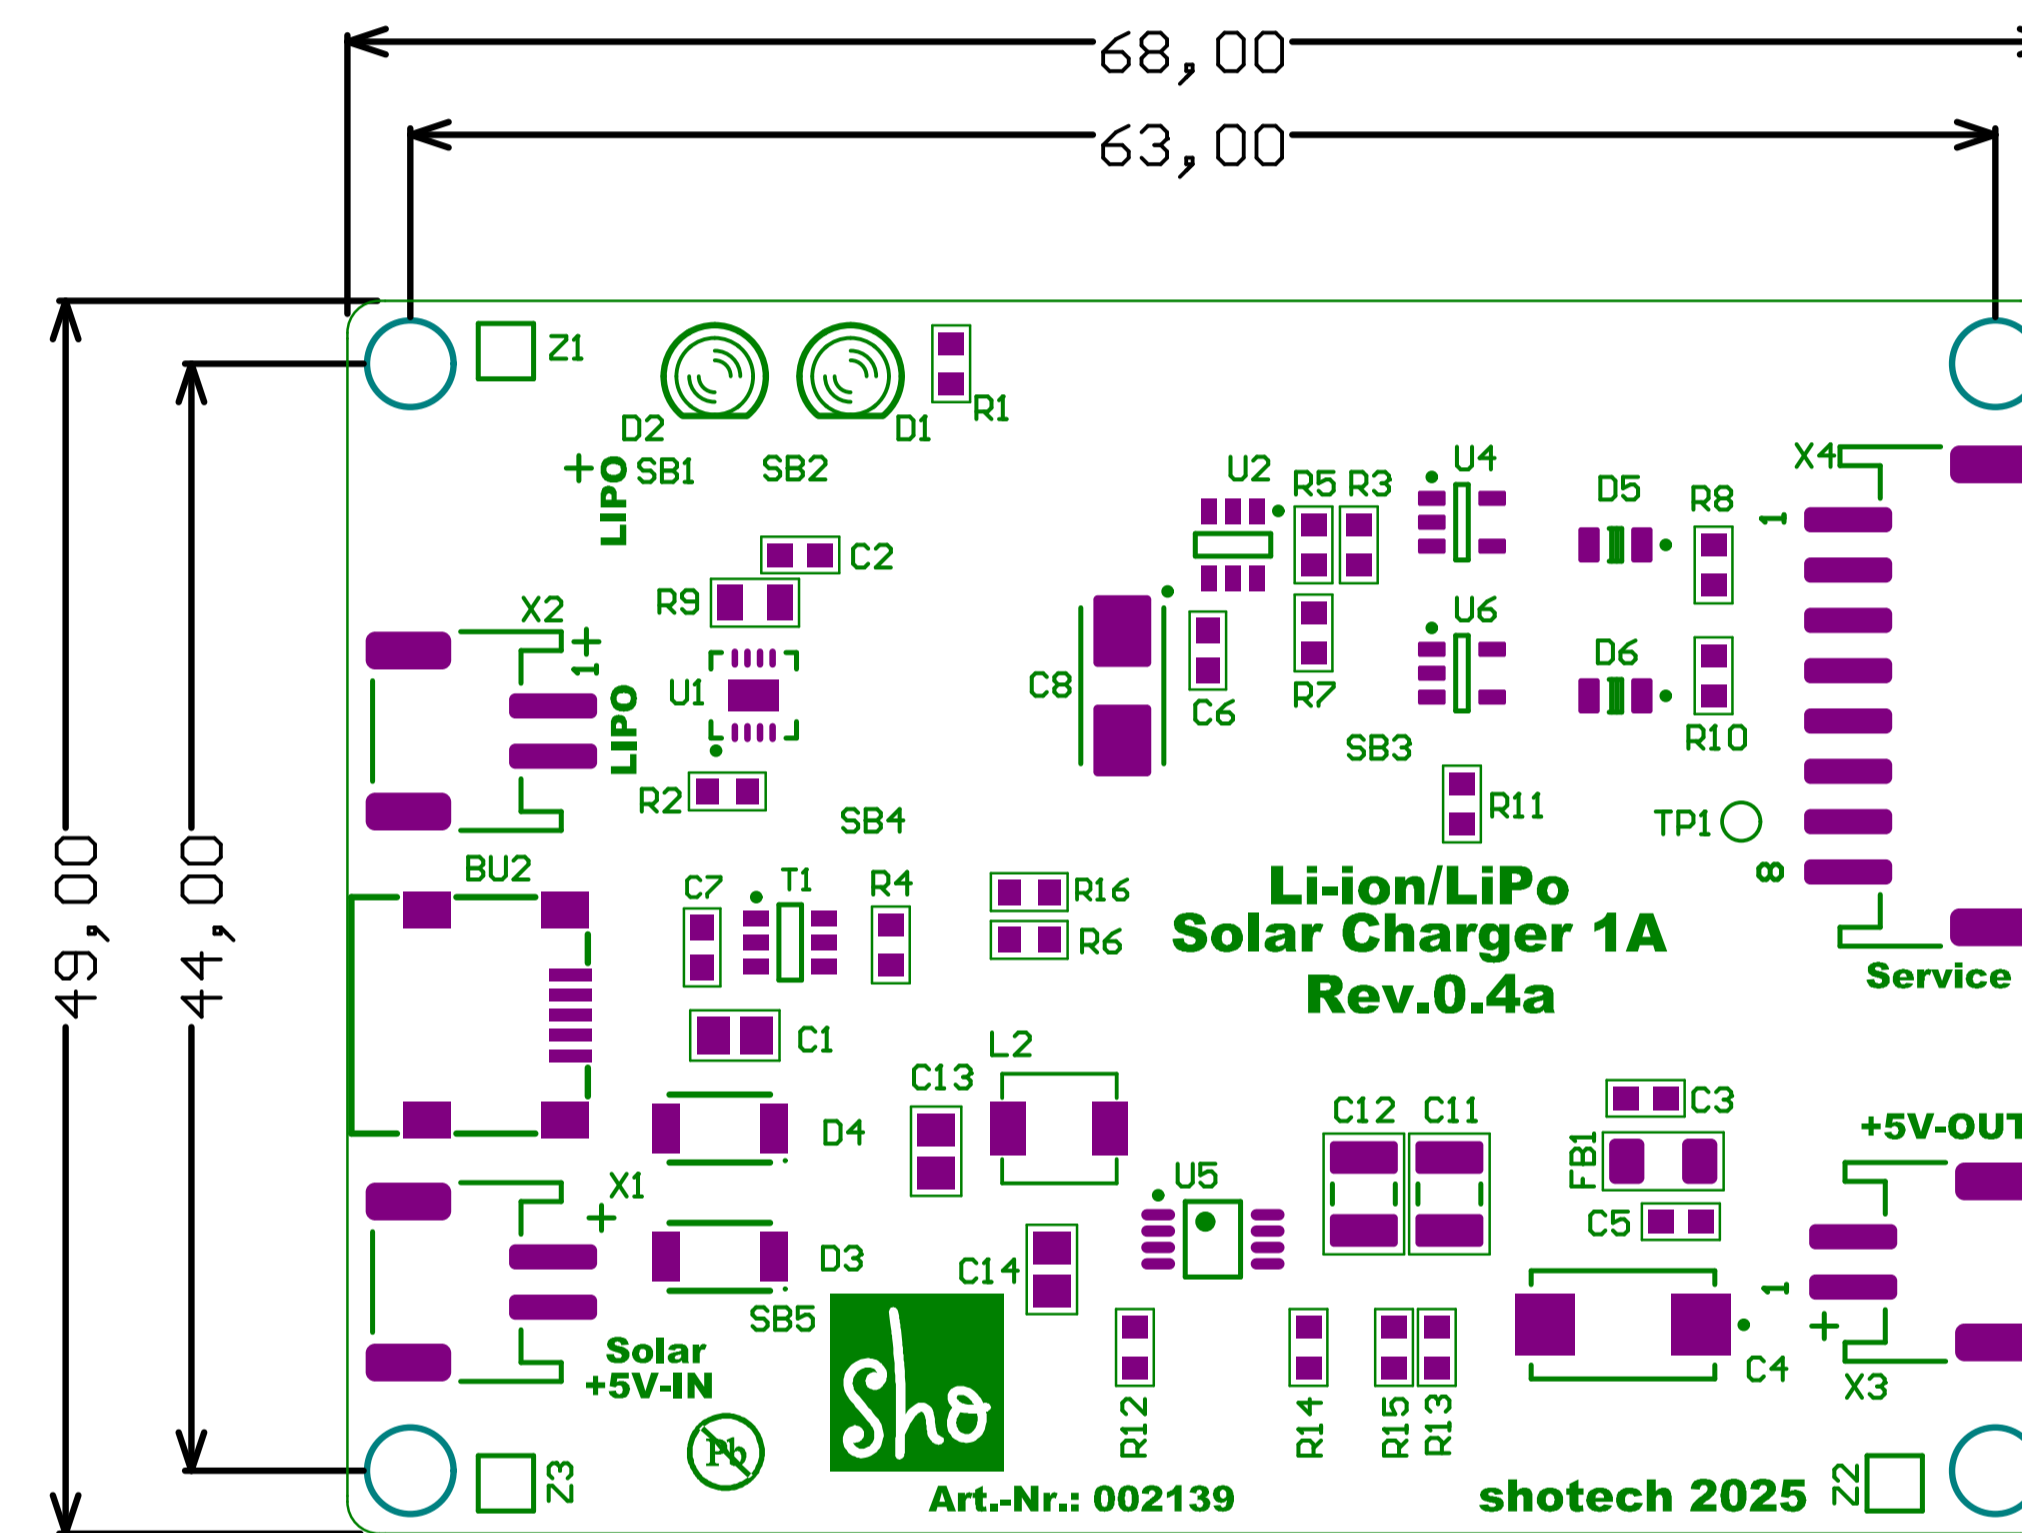 68,00
63,00
49,00
44,00
Z1
D2
D1
R1
+
LIPO
SB1
SB2
U2
R5
R3
U4
D5
R8
X4
1
C2
R9
X2
1+
LIPO
U1
C8
C6
R7
U6
D6
R10
SB3
R2
SB4
R11
TP1
8
BU2
C7
T1
R4
R16
R6
Li-ion/LiPo
Solar Charger 1A
Rev.0.4a
Service
C1
L2
C13
C12
C11
C3
FB1
+5V-OUT
D4
X1
+
U5
C5
D3
C14
1
+
SB5
Sho
Solar
+5V-IN
C4
X3
R12
R14
R15
R13
Pb
Z3
Art.-Nr.: 002139
shotech 2025
Z2